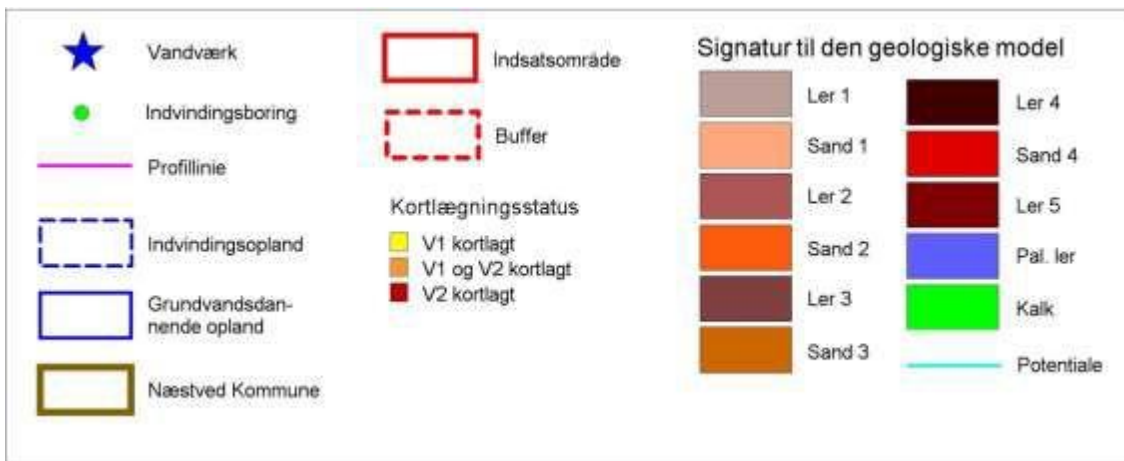 Vandværk
Indvindingsboring
Profillinie
Indvindingsopland
Grundvandsdan-
nende opland
Næstved Kommune
Indsatsområde
Buffer
Kortlægningsstatus
V1 kortlagt
V1 og V2 kortlagt
V2 kortlagt
Signatur til den geologiske model
Ler 1
Sand 1
Ler 2
Sand 2
Ler 3
Sand 3
Ler 4
Sand 4
Ler 5
Pal. ler
Kalk
Potentiale